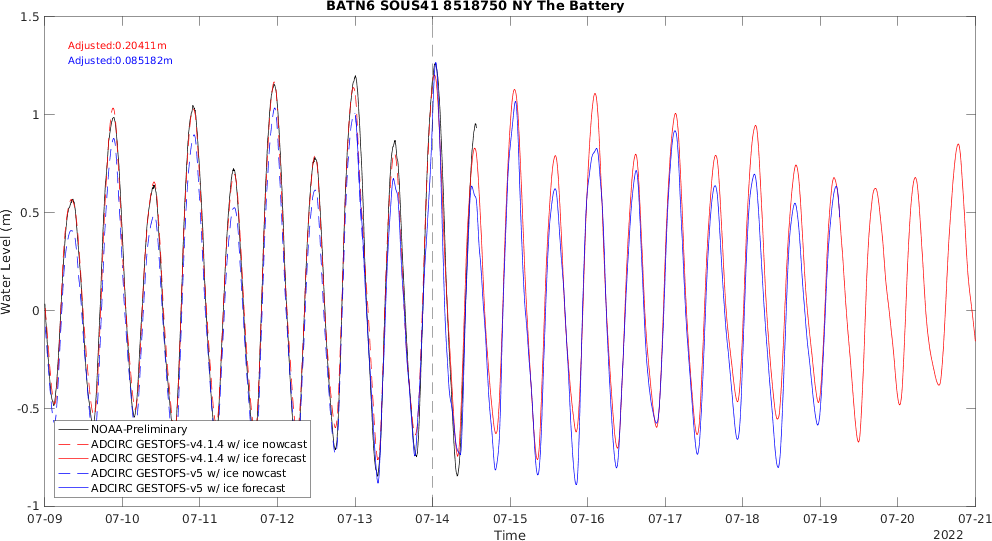 BATN6 SOUS41 8518750 NY The Battery
Adjusted:0.20411m
Adjusted:0.085182m
Water Level (m)
1.5
1
0.5
0
-0.5
-1
NOAA-Preliminary
ADCIRC GESTOFS-v4.1.4 w/ ice nowcast
ADCIRC GESTOFS-v4.1.4 w/ ice forecast
ADCIRC GESTOFS-v5 w/ ice nowcast
ADCIRC GESTOFS-v5 w/ ice forecast
07-09 07-10 07-11 07-12 07-13 07-14 07-15 07-16 07-17 07-18 07-19 07-20 07-21
Time
2022